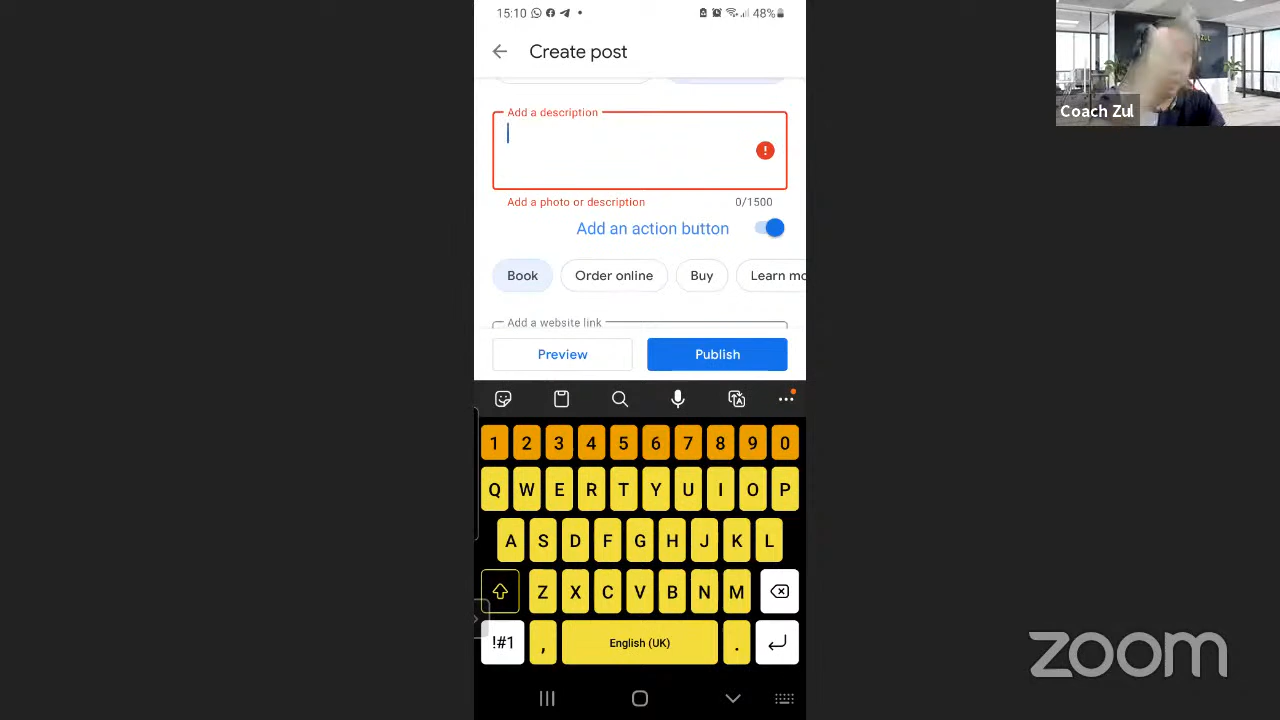 15:10 48%
Create post
Add a description
Add a photo or description 0/1500
Add an action button
Book Order online Buy Learn mo
Add a website link
Preview Publish
1 2 3 4 5 6 7 8 9 0
Q W E R T Y U I O P
A S D F G H J K L
Z X C V B N M
!#1 , English (UK) .
Coach Zul
zoom